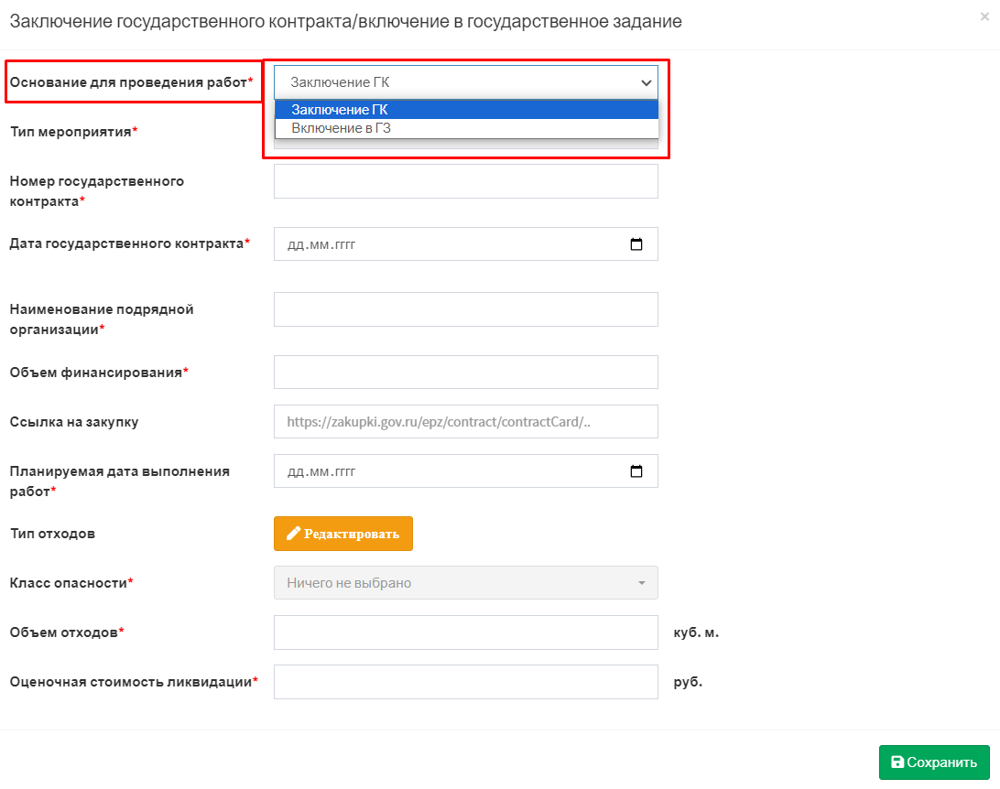 Заключение государственного контракта/включение в государственное задание
×
Основание для проведения работ*
Заключение ГК
Заключение ГК
Включение в ГЗ
Тип мероприятия*
Номер государственного
контракта*
Дата государственного контракта*
дд.мм.гггг
Наименование подрядной
организации*
Объем финансирования*
Ссылка на закупку
https://zakupki.gov.ru/epz/contract/contractCard/..
Планируемая дата выполнения
работ*
дд.мм.гггг
Тип отходов
Редактировать
Класс опасности*
Ничего не выбрано
Объем отходов*
куб. м.
Оценочная стоимость ликвидации*
руб.
Сохранить